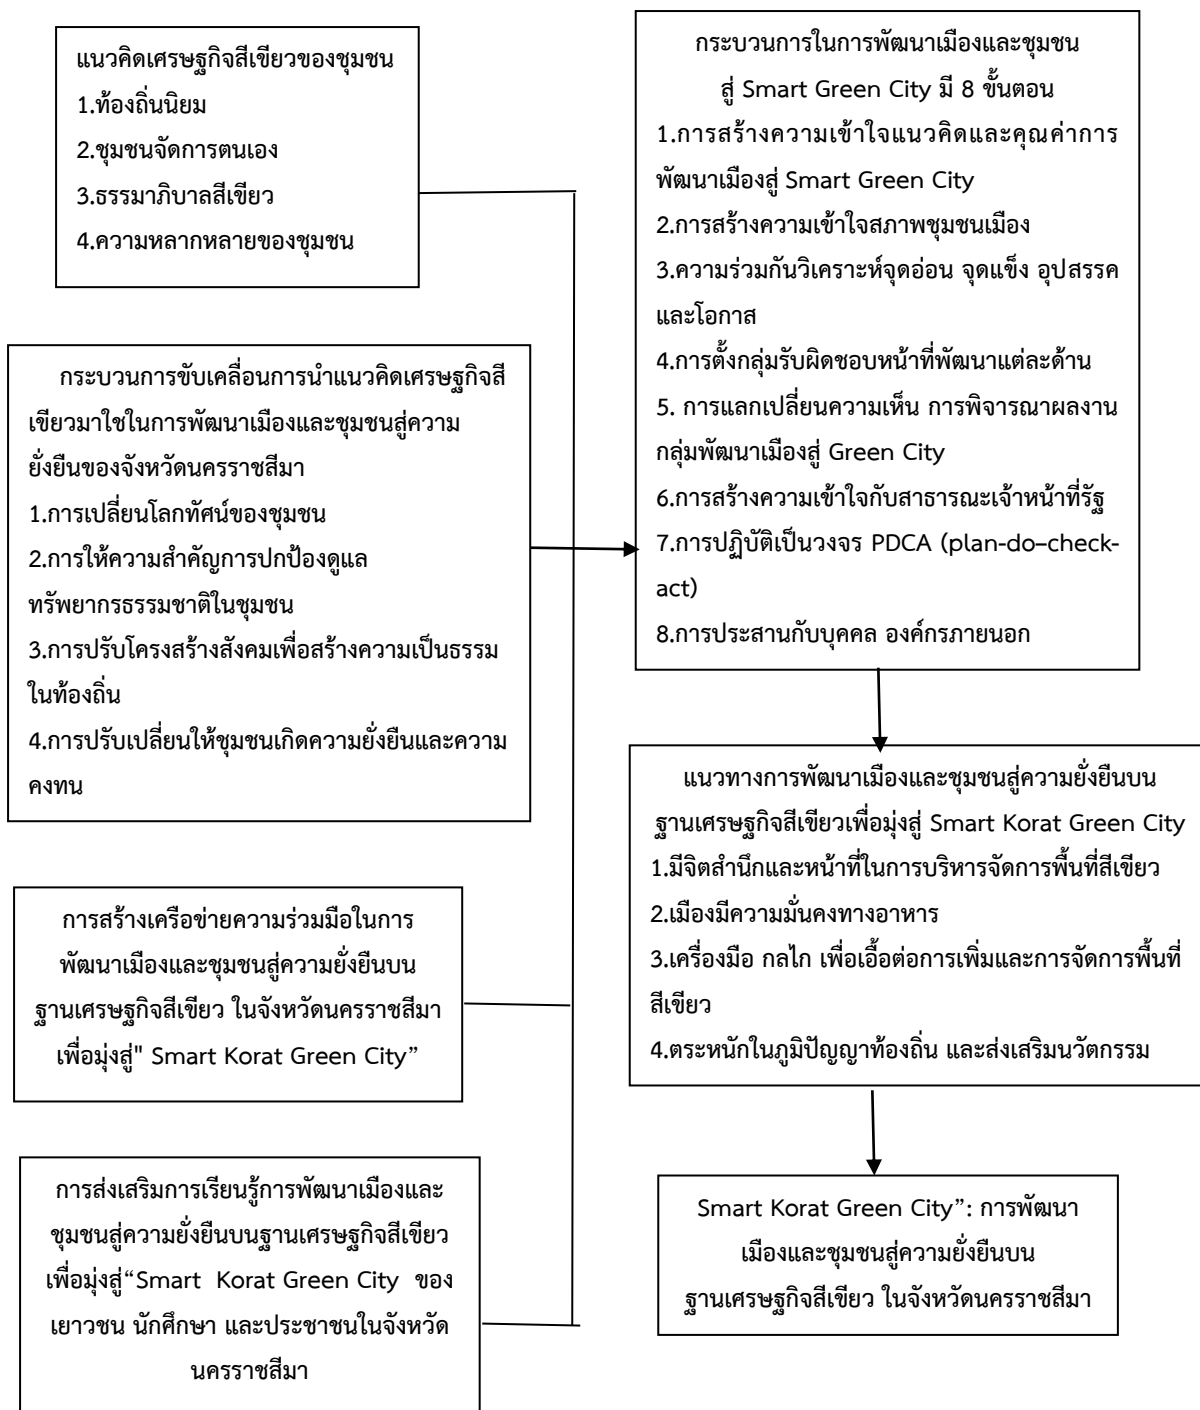 แนวคิดเศรษฐกิจสีเขียวของชุมชน
1.ท้องถิ่นนิยม
2.ชุมชนจัดการตนเอง
3.ธรรมาภิบาลสีเขียว
4.ความหลากหลายของชุมชน
กระบวนการขับเคลื่อนการนำแนวคิดเศรษฐกิจสี
เขียวมาใช้ในการพัฒนาเมืองและชุมชนสู่ความ
ยั่งยืนของจังหวัดนครราชสีมา
1.การเปลี่ยนโลกทัศน์ของชุมชน
2.การให้ความสำคัญการปกป้องดูแล
ทรัพยากรธรรมชาติในชุมชน
3.การปรับโครงสร้างสังคมเพื่อสร้างความเป็นธรรม
ในท้องถิ่น
4.การปรับเปลี่ยนให้ชุมชนเกิดความยั่งยืนและความ
คงทน
การสร้างเครือข่ายความร่วมมือในการ
พัฒนาเมืองและชุมชนสู่ความยั่งยืนบน
ฐานเศรษฐกิจสีเขียว ในจังหวัดนครราชสีมา
เพื่อมุ่งสู่" Smart Korat Green City”
การส่งเสริมการเรียนรู้การพัฒนาเมืองและ
ชุมชนสู่ความยั่งยืนบนฐานเศรษฐกิจสีเขียว
เพื่อมุ่งสู่“Smart Korat Green City ของ
เยาวชน นักศึกษา และประชาชนในจังหวัด
นครราชสีมา
กระบวนการในการพัฒนาเมืองและชุมชน
สู่ Smart Green City มี 8 ขั้นตอน
1.การสร้างความเข้าใจแนวคิดและคุณค่าการ
พัฒนาเมืองสู่ Smart Green City
2.การสร้างความเข้าใจสภาพชุมชนเมือง
3.ความร่วมกันวิเคราะห์จุดอ่อน จุดแข็ง อุปสรรค
และโอกาส
4.การตั้งกลุ่มรับผิดชอบหน้าที่พัฒนาแต่ละด้าน
5. การแลกเปลี่ยนความเห็น การพิจารณาผลงาน
กลุ่มพัฒนาเมืองสู่ Green City
6.การสร้างความเข้าใจกับสาธารณะเจ้าหน้าที่รัฐ
7.การปฏิบัติเป็นวงจร PDCA (plan-do–check-
act)
8.การประสานกับบุคคล องค์กรภายนอก
แนวทางการพัฒนาเมืองและชุมชนสู่ความยั่งยืนบน
ฐานเศรษฐกิจสีเขียวเพื่อมุ่งสู่ Smart Korat Green City
1.มีจิตสำนึกและหน้าที่ในการบริหารจัดการพื้นที่สีเขียว
2.เมืองมีความมั่นคงทางอาหาร
3.เครื่องมือ กลไก เพื่อเอื้อต่อการเพิ่มและการจัดการพื้นที่
สีเขียว
4.ตระหนักในภูมิปัญญาท้องถิ่น และส่งเสริมนวัตกรรม
Smart Korat Green City”: การพัฒนา
เมืองและชุมชนสู่ความยั่งยืนบน
ฐานเศรษฐกิจสีเขียว ในจังหวัดนครราชสีมา